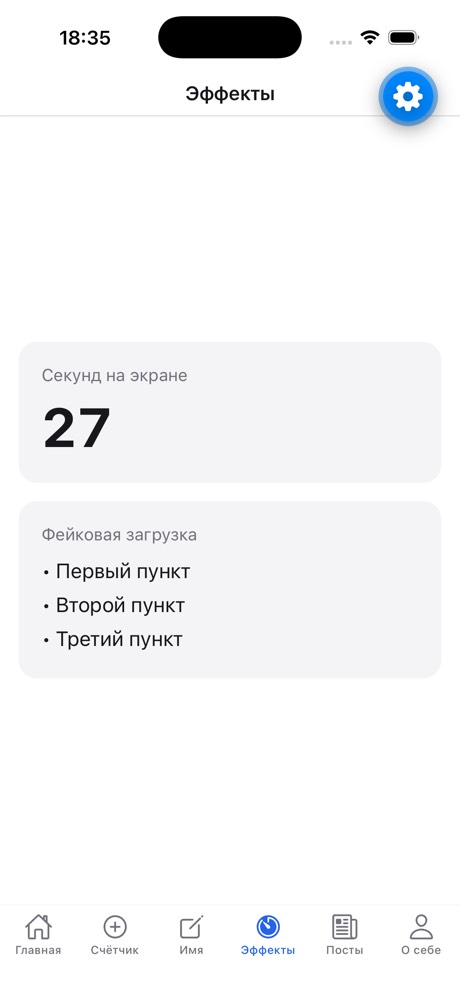 18:35
Эффекты
Секунд на экране
27
Фейковая загрузка
• Первый пункт
• Второй пункт
• Третий пункт
Главная
Счётчик
Имя
Эффекты
Посты
О себе